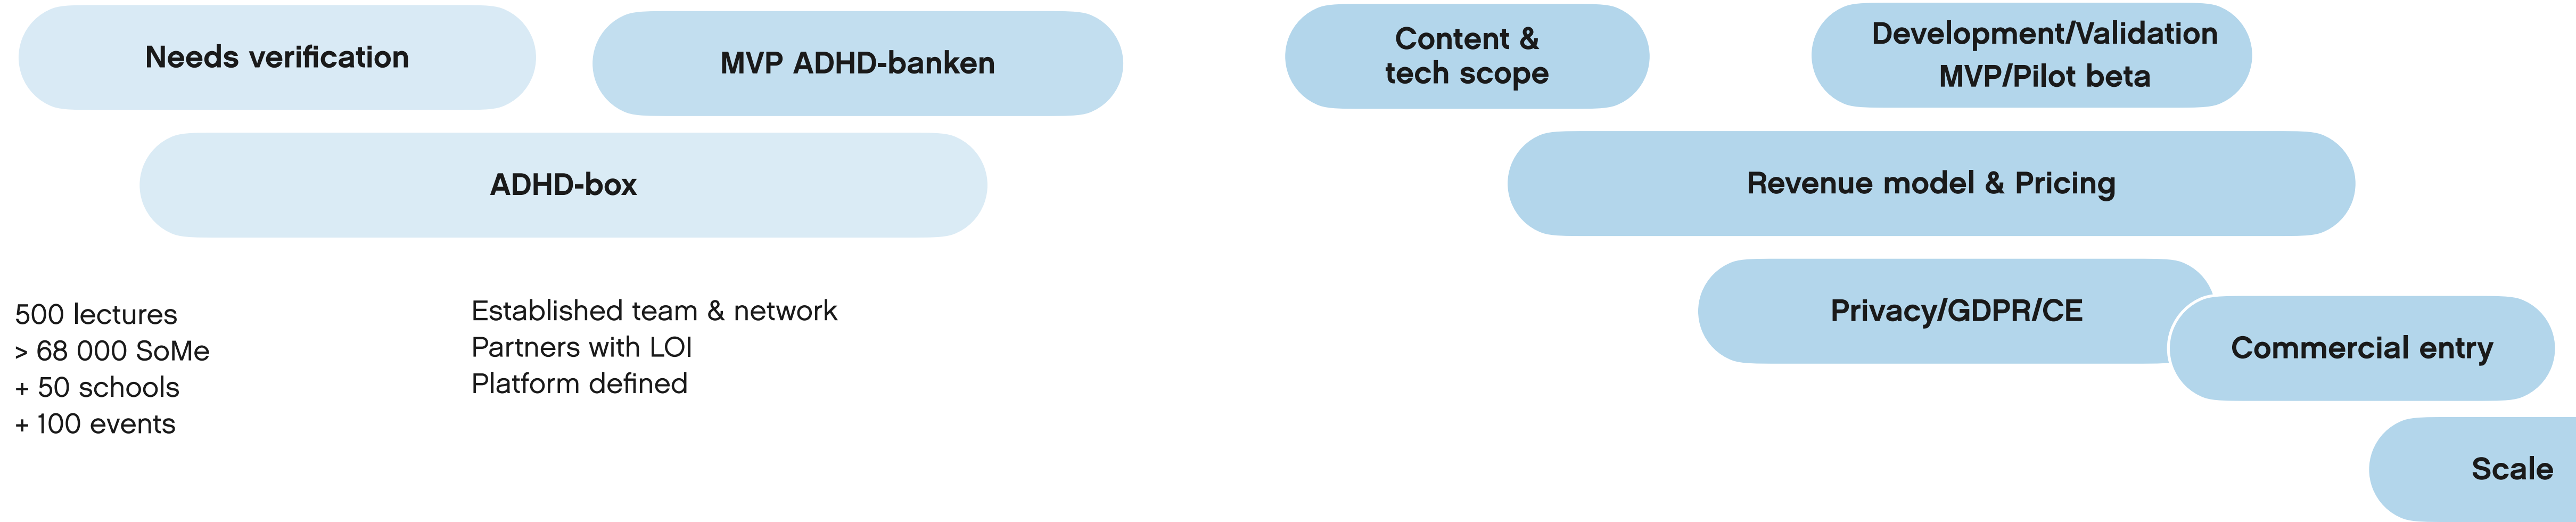 Needs verification
MVP ADHD-banken
Content &
tech scope
Development/Validation
MVP/Pilot beta
ADHD-box
Revenue model & Pricing
500 lectures
> 68 000 SoMe
+ 50 schools
+ 100 events
Established team & network
Partners with LOI
Platform defined
Privacy/GDPR/CE
Commercial entry
Scale